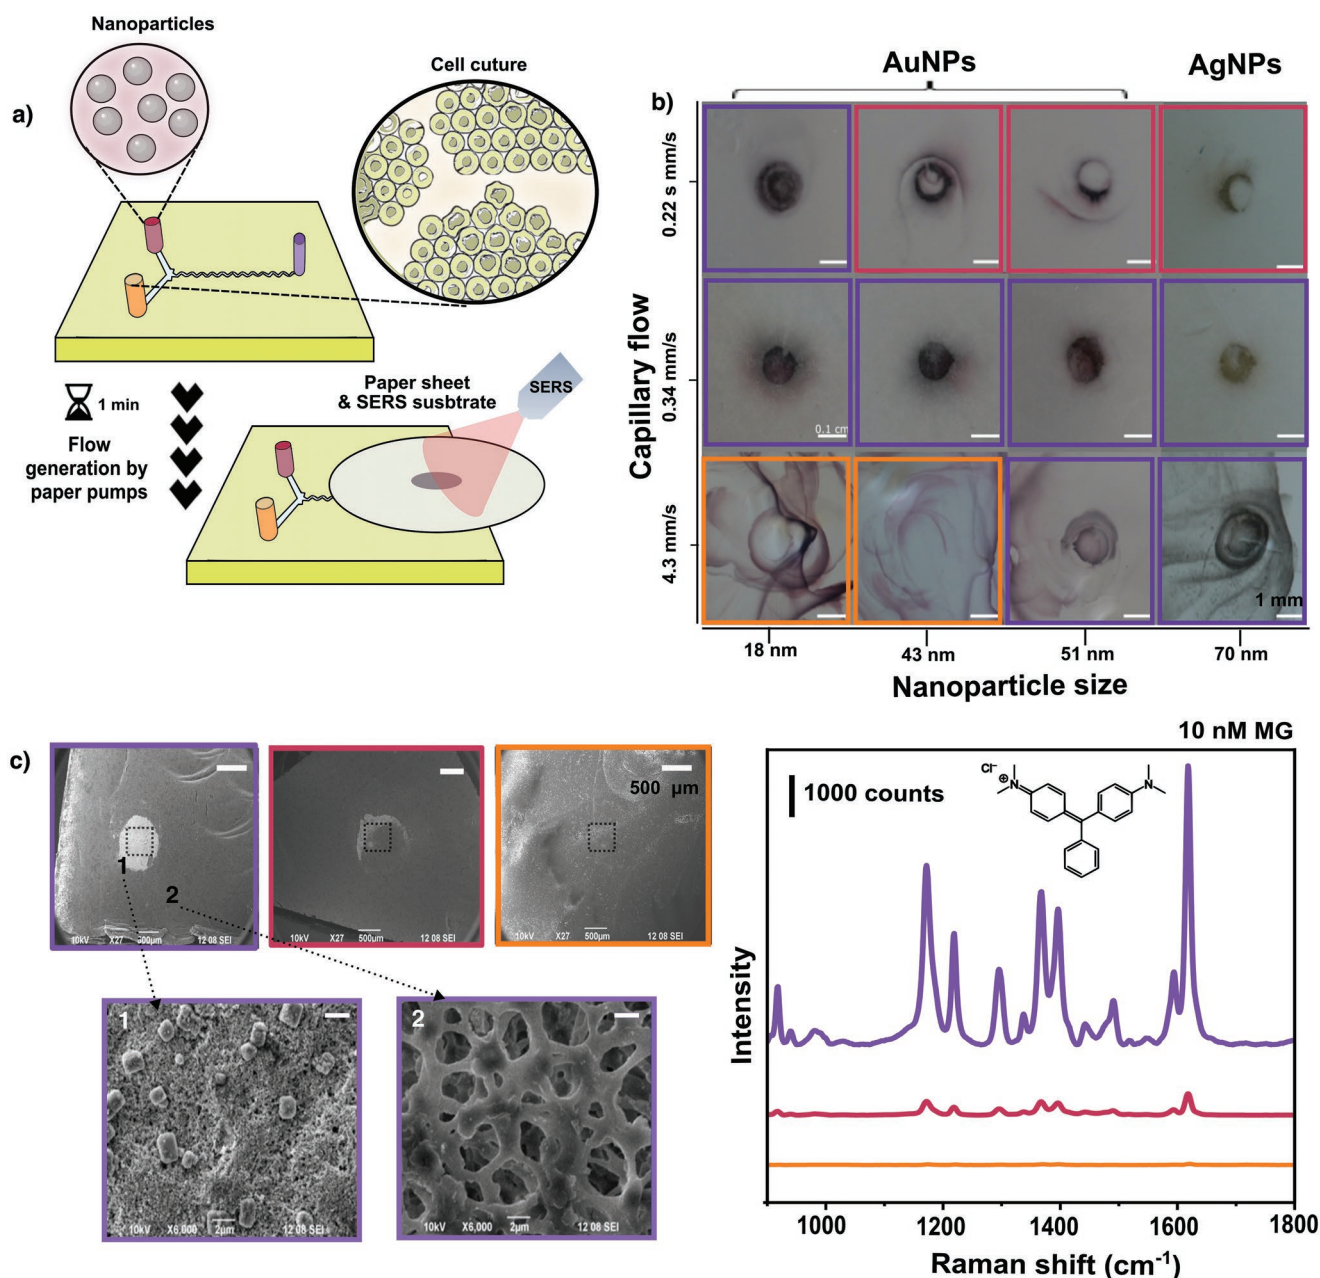 a)
Nanoparticles
Cell cuture
1 min
Flow
generation by
paper pumps
Paper sheet
& SERS susbtrate
SERS
b)
AuNPs
AgNPs
Capillary flow
0.22 s mm/s
0.34 mm/s
4.3 mm/s
0.1 cm
1 mm
18 nm
43 nm
51 nm
70 nm
Nanoparticle size
c)
1
2
10kV X27 500µm 12 08 SEI
10kV X27 500µm 12 08 SEI
500 µm
10kV X27 500µm 12 08 SEI
1
10kV X6,000 2µm 12 08 SEI
2
10kV X6,000 2µm 12 08 SEI
10 nM MG
1000 counts
Cl⁻
N
⊕
N
Intensity
1000
1200
1400
1600
1800
Raman shift (cm⁻¹)